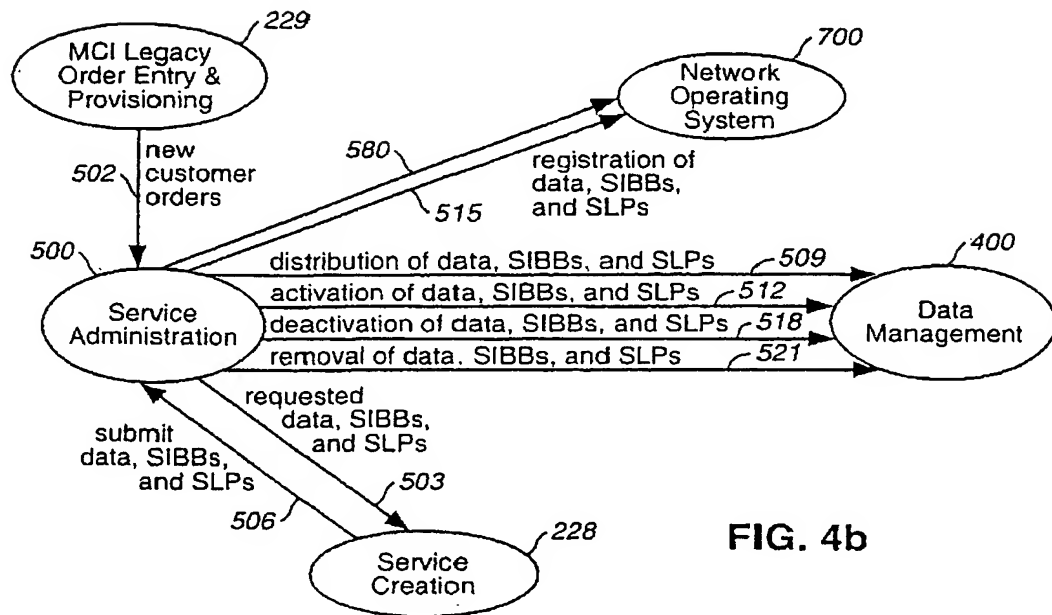 229
MCI Legacy
Order Entry &
Provisioning
700
Network
Operating
System
502
new
customer
orders
580
515
registration of
data, SIBBs,
and SLPs
500
Service
Administration
distribution of data, SIBBs, and SLPs 509
activation of data, SIBBs, and SLPs 512
deactivation of data, SIBBs, and SLPs 518
removal of data. SIBBs, and SLPs 521
400
Data
Management
requested
data, SIBBs,
and SLPs
503
submit
data, SIBBs,
and SLPs
506
228
Service
Creation
FIG. 4b